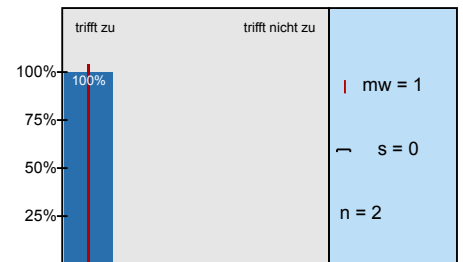 trifft zu trifft nicht zu
100%
100%
mw = 1
75%
s = 0
50%
25%
n = 2